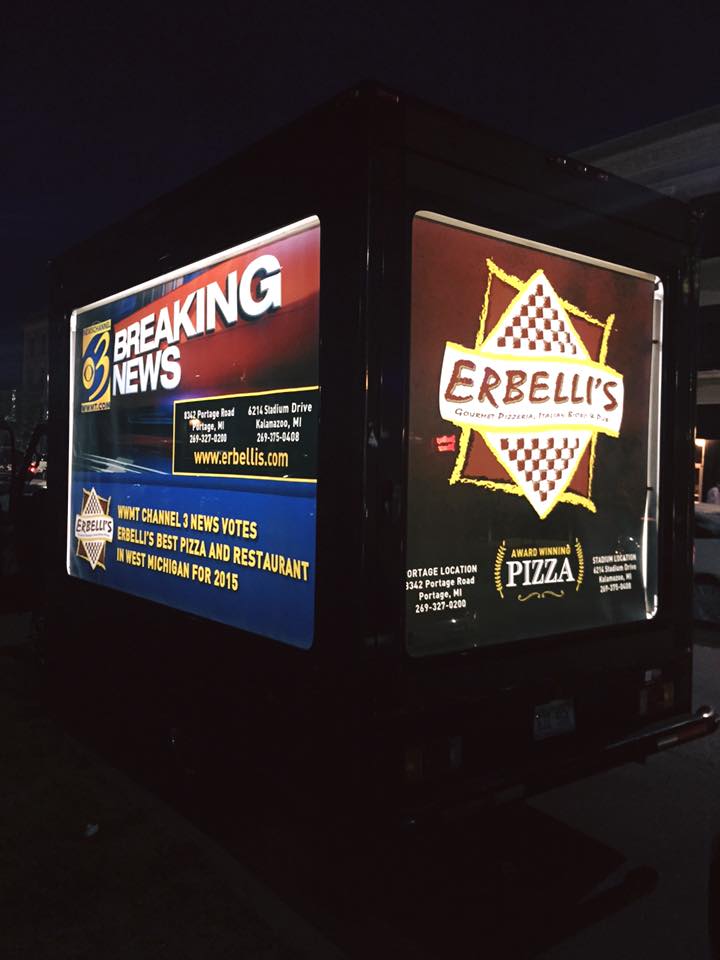 NEWSCHANNEL
3
WWMT.COM
BREAKING
NEWS
8342 Portage Road
Portage, MI
269-327-0200
6214 Stadium Drive
Kalamazoo, MI
269-375-0408
www.erbellis.com
ERBELLI'S
WWMT CHANNEL 3 NEWS VOTES
ERBELLI'S BEST PIZZA AND RESTAURANT
IN WEST MICHIGAN FOR 2015
ERBELLI'S
GOURMET PIZZERIA, ITALIAN BISTRO & PUB
AWARD WINNING
PIZZA
ORTAGE LOCATION
8342 Portage Road
Portage, MI
269-327-0200
STADIUM LOCATION
6214 Stadium Drive
Kalamazoo, MI
269-375-0408